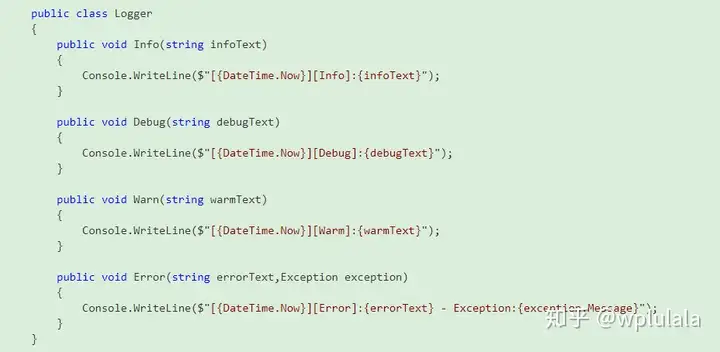 public class Logger
{
    public void Info(string infoText)
    {
        Console.WriteLine($"[{DateTime.Now}][Info]:{infoText}");
    }

    public void Debug(string debugText)
    {
        Console.WriteLine($"[{DateTime.Now}][Debug]:{debugText}");
    }

    public void Warn(string warmText)
    {
        Console.WriteLine($"[{DateTime.Now}][Warm]:{warmText}");
    }

    public void Error(string errorText,Exception exception)
    {
        Console.WriteLine($"[{DateTime.Now}][Error]:{errorText} - Exception:{exception.Message}");
    }
}
知乎 @wplulala